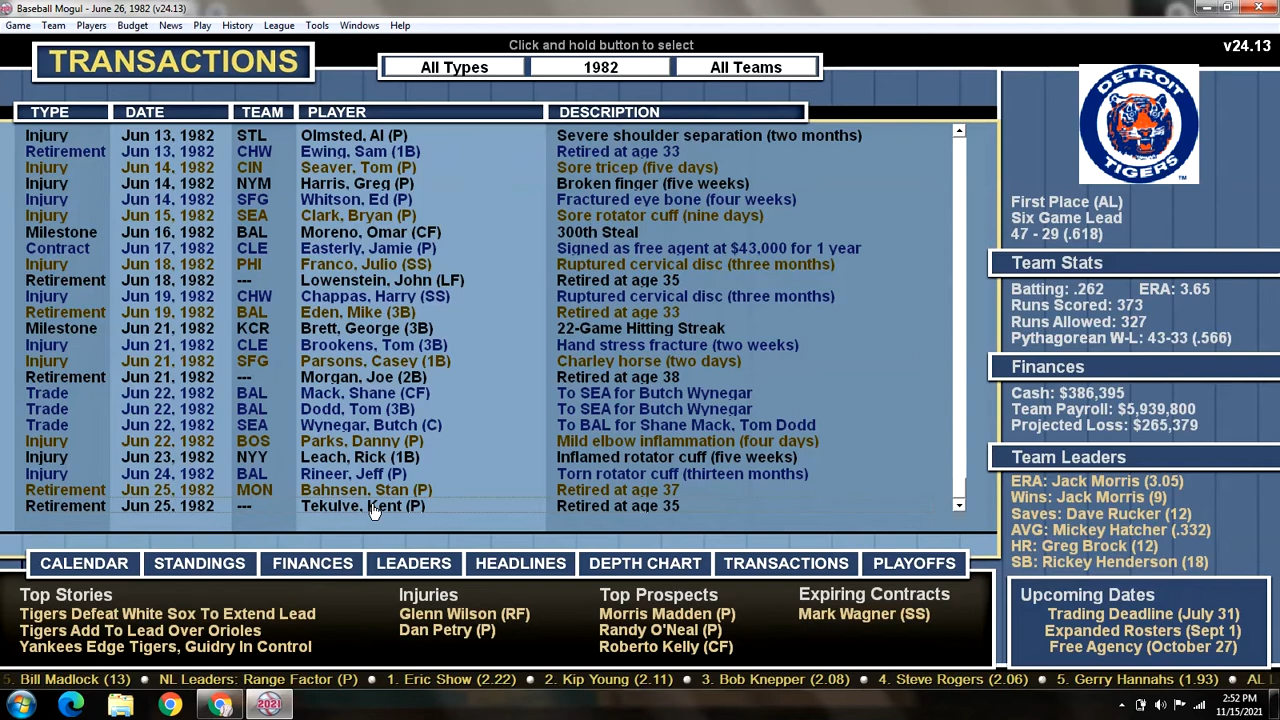 Baseball Mogul - June 26, 1982 (v24.13)
Game Team Players Budget News Play History League Tools Windows Help
TRANSACTIONS
Click and hold button to select
All Types 1982 All Teams
v24.13
TYPE DATE TEAM PLAYER DESCRIPTION
Injury Jun 13, 1982 STL Olmsted, Al (P) Severe shoulder separation (two months)
Retirement Jun 13, 1982 CHW Ewing, Sam (1B) Retired at age 33
Injury Jun 14, 1982 CIN Seaver, Tom (P) Sore tricep (five days)
Injury Jun 14, 1982 NYM Harris, Greg (P) Broken finger (five weeks)
Injury Jun 14, 1982 SFG Whitson, Ed (P) Fractured eye bone (four weeks)
Injury Jun 15, 1982 SEA Clark, Bryan (P) Sore rotator cuff (nine days)
Milestone Jun 16, 1982 BAL Moreno, Omar (CF) 300th Steal
Contract Jun 17, 1982 CLE Easterly, Jamie (P) Signed as free agent at $43,000 for 1 year
Injury Jun 18, 1982 PHI Franco, Julio (SS) Ruptured cervical disc (three months)
Retirement Jun 18, 1982 --- Lowenstein, John (LF) Retired at age 35
Injury Jun 19, 1982 CHW Chappas, Harry (SS) Ruptured cervical disc (three months)
Retirement Jun 19, 1982 BAL Eden, Mike (3B) Retired at age 33
Milestone Jun 21, 1982 KCR Brett, George (3B) 22-Game Hitting Streak
Injury Jun 21, 1982 CLE Brookens, Tom (3B) Hand stress fracture (two weeks)
Injury Jun 21, 1982 SFG Parsons, Casey (1B) Charley horse (two days)
Retirement Jun 21, 1982 --- Morgan, Joe (2B) Retired at age 38
Trade Jun 22, 1982 BAL Mack, Shane (CF) To SEA for Butch Wynegar
Trade Jun 22, 1982 BAL Dodd, Tom (3B) To SEA for Butch Wynegar
Trade Jun 22, 1982 SEA Wynegar, Butch (C) To BAL for Shane Mack, Tom Dodd
Injury Jun 22, 1982 BOS Parks, Danny (P) Mild elbow inflammation (four days)
Injury Jun 23, 1982 NYY Leach, Rick (1B) Inflamed rotator cuff (five weeks)
Injury Jun 24, 1982 BAL Rineer, Jeff (P) Torn rotator cuff (thirteen months)
Retirement Jun 25, 1982 MON Bahnsen, Stan (P) Retired at age 37
Retirement Jun 25, 1982 --- Tekulve, Kent (P) Retired at age 35
DETROIT
TIGERS
TM
First Place (AL)
Six Game Lead
47 - 29 (.618)
Team Stats
Batting: .262 ERA: 3.65
Runs Scored: 373
Runs Allowed: 327
Pythagorean W-L: 43-33 (.566)
Finances
Cash: $386,395
Team Payroll: $5,939,800
Projected Loss: $265,379
Team Leaders
ERA: Jack Morris (3.05)
Wins: Jack Morris (9)
Saves: Dave Rucker (12)
AVG: Mickey Hatcher (.332)
HR: Greg Brock (12)
SB: Rickey Henderson (18)
CALENDAR STANDINGS FINANCES LEADERS HEADLINES DEPTH CHART TRANSACTIONS PLAYOFFS
Top Stories
Tigers Defeat White Sox To Extend Lead
Tigers Add To Lead Over Orioles
Yankees Edge Tigers, Guidry In Control
Injuries
Glenn Wilson (RF)
Dan Petry (P)
Top Prospects
Morris Madden (P)
Randy O'Neal (P)
Roberto Kelly (CF)
Expiring Contracts
Mark Wagner (SS)
Upcoming Dates
Trading Deadline (July 31)
Expanded Rosters (Sept 1)
Free Agency (October 27)
5. Bill Madlock (13) • NL Leaders: Range Factor (P) • 1. Eric Show (2.22) • 2. Kip Young (2.11) • 3. Bob Knepper (2.08) • 4. Steve Rogers (2.06) • 5. Gerry Hannahs (1.93) • AL L
2021
2:52 PM
11/15/2021